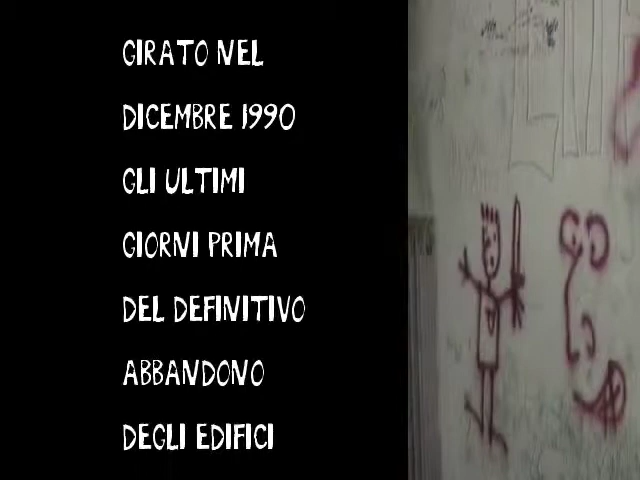 GIRATO NEL
DICEMBRE 1990
GLI ULTIMI
GIORNI PRIMA
DEL DEFINITIVO
ABBANDONO
DEGLI EDIFICI